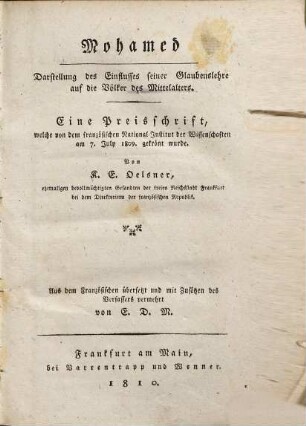 Mohamed
Darstellung des Einflusses seiner Glaubenslehre
auf die Völker des Mittelalters.
Eine Preisschrift,
welche von dem französischen National Institut der Wissenschaften
am 7. July 1809. gekrönt wurde.
Von
K. E. Oelsner,
ehemaligen bevollmächtigten Gesandten der freien Reichsstadt Frankfurt
bei dem Direktorium der französischen Republik.
Aus dem Französischen übersetzt und mit Zusätzen des
Verfassers vermehrt
von E. D. M.
Frankfurt am Main,
bei Varrentrapp und Wenner.
1810.